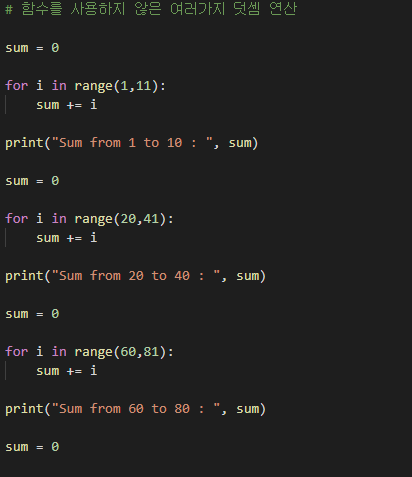 # 함수를 사용하지 않은 여러가지 덧셈 연산
sum = 0
for i in range(1,11):
    sum += i
print("Sum from 1 to 10 : ", sum)
sum = 0
for i in range(20,41):
    sum += i
print("Sum from 20 to 40 : ", sum)
sum = 0
for i in range(60,81):
    sum += i
print("Sum from 60 to 80 : ", sum)
sum = 0